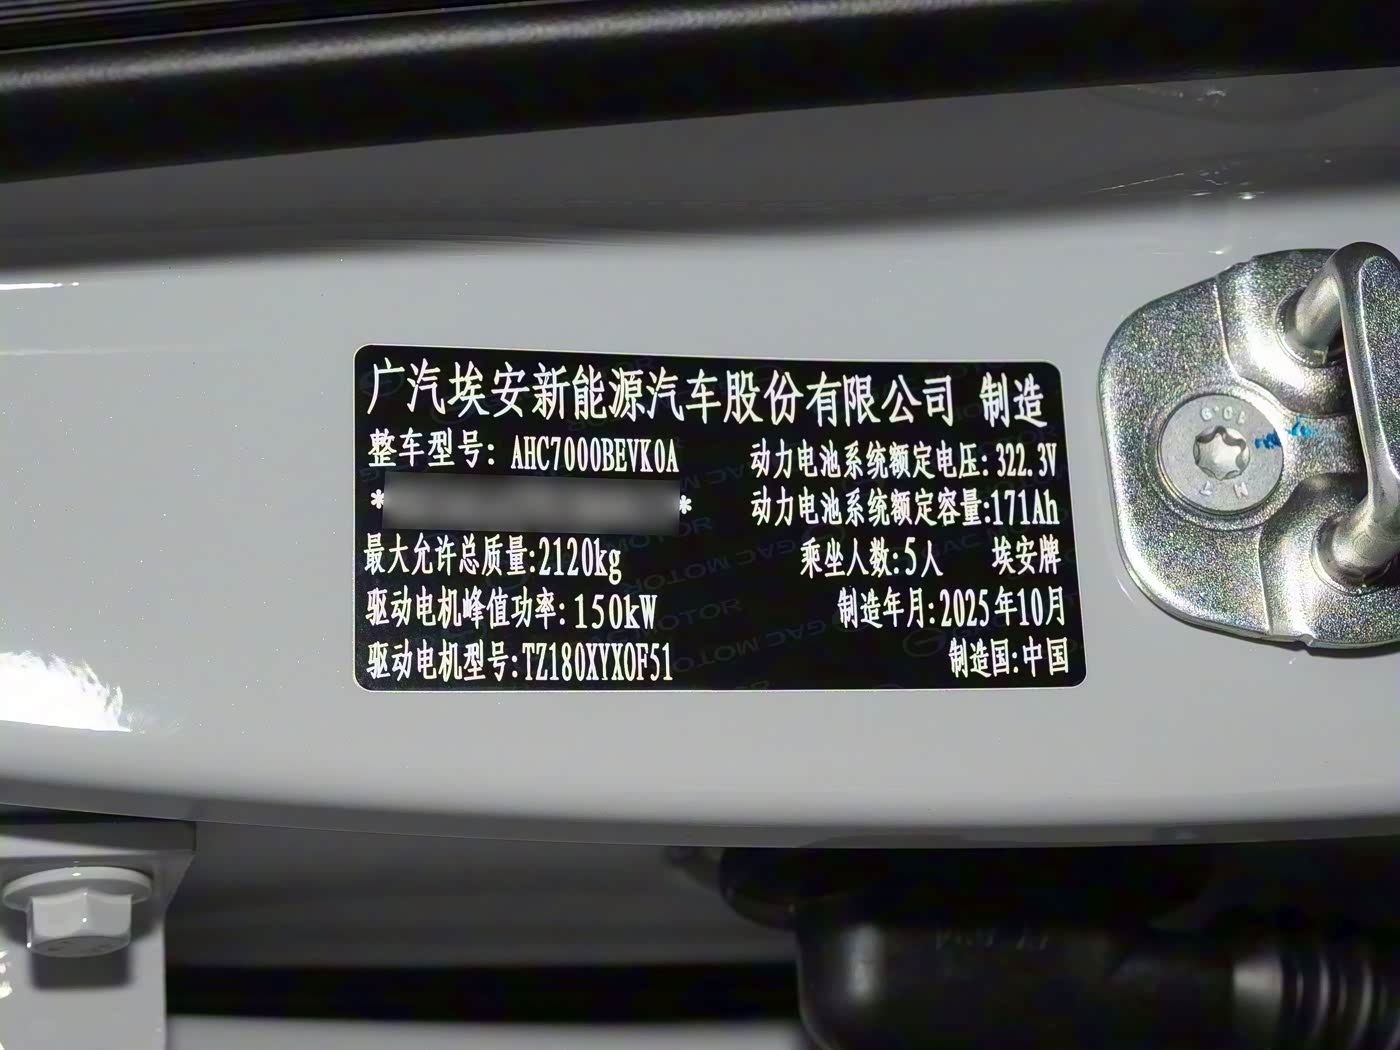 广汽埃安新能源汽车股份有限公司 制造
整车型号：AHC7000BEVK0A 动力电池系统额定电压:322.3V
* * 动力电池系统额定容量:171Ah
最大允许总质量:2120kg 乘坐人数:5人 埃安牌
驱动电机峰值功率:150kW 制造年月:2025年10月
驱动电机型号:TZ180XYX0F51 制造国:中国
10.9